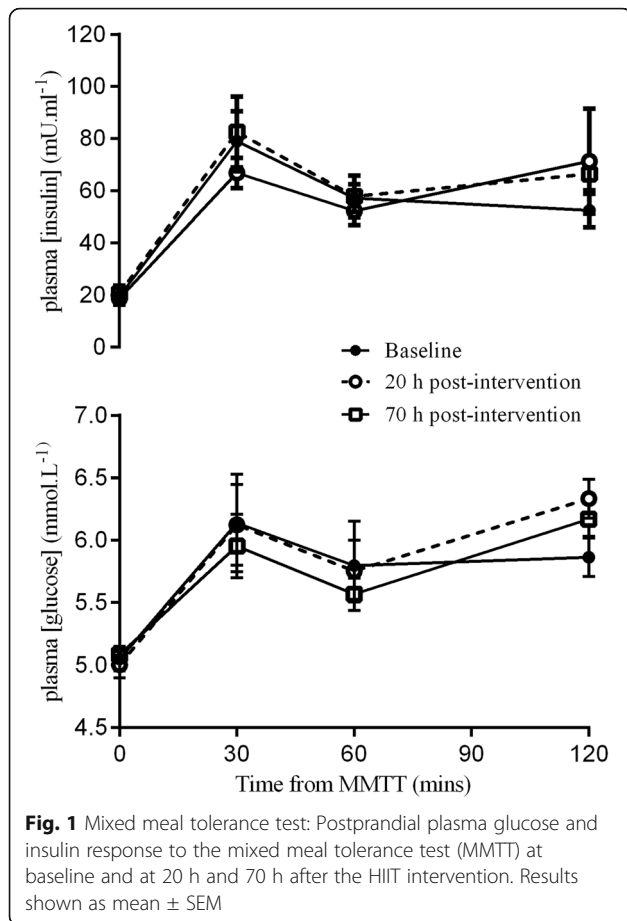 120
100
80
60
40
20
0
plasma [insulin] (mU.ml⁻¹)
Baseline
20 h post-intervention
70 h post-intervention
7.0
6.5
6.0
5.5
5.0
4.5
plasma [glucose] (mmol.L⁻¹)
0 30 60 90 120
Time from MMTT (mins)
Fig. 1 Mixed meal tolerance test: Postprandial plasma glucose and
insulin response to the mixed meal tolerance test (MMTT) at
baseline and at 20 h and 70 h after the HIIT intervention. Results
shown as mean ± SEM